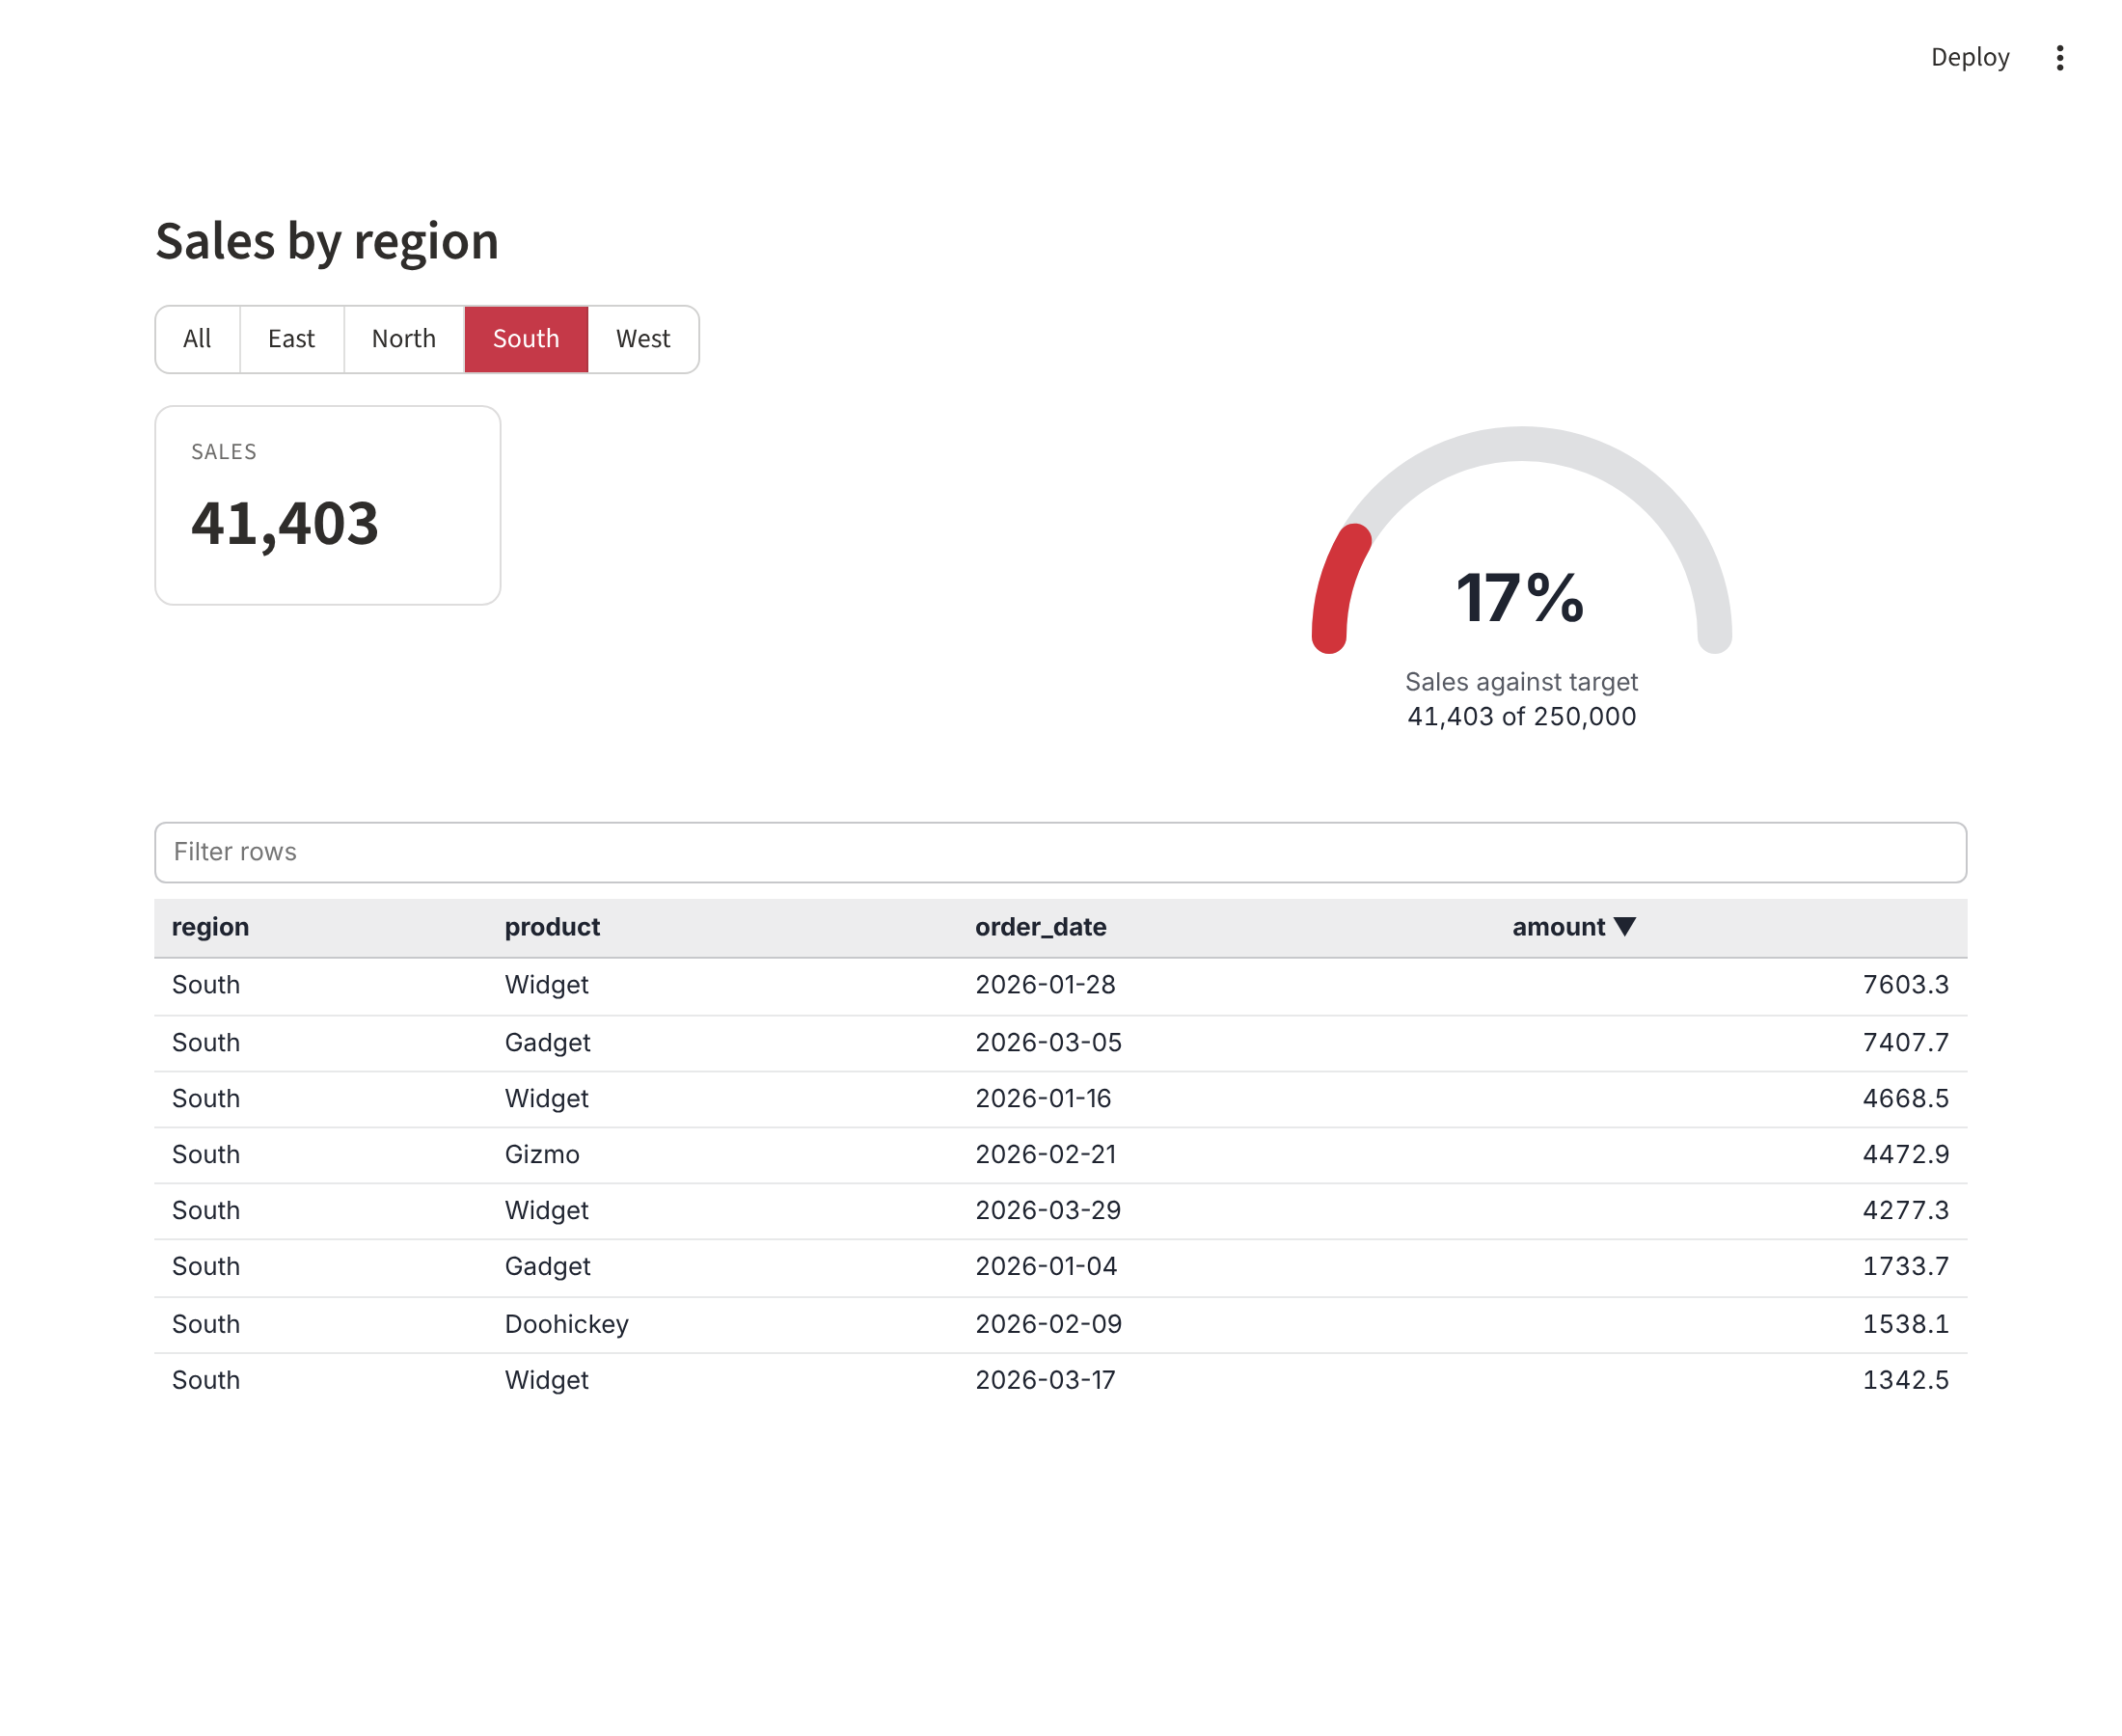 Deploy
Sales by region
All East North South West
SALES
41,403
17%
Sales against target
41,403 of 250,000
Filter rows
region product order_date amount ▼
South Widget 2026-01-28 7603.3
South Gadget 2026-03-05 7407.7
South Widget 2026-01-16 4668.5
South Gizmo 2026-02-21 4472.9
South Widget 2026-03-29 4277.3
South Gadget 2026-01-04 1733.7
South Doohickey 2026-02-09 1538.1
South Widget 2026-03-17 1342.5